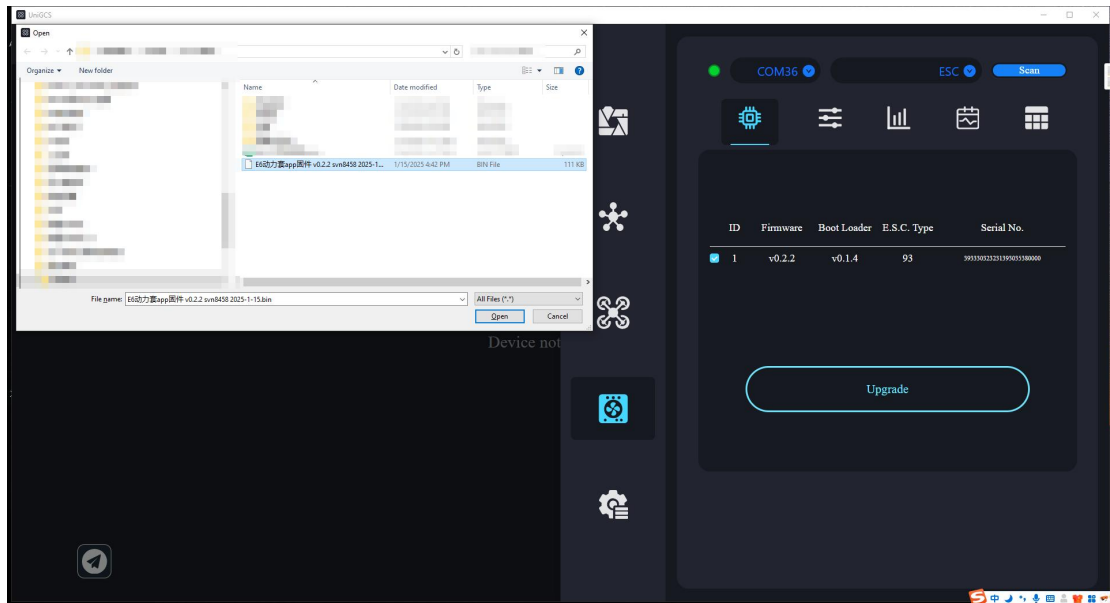 UniGCS
Open
Organize
New folder
Name
Date modified
Type
Size
E6动力套app固件 v0.2.2 svn8458 2025-1...
1/15/2025 4:42 PM
BIN File
111 KB
File name:
E6动力套app固件 v0.2.2 svn8458 2025-1-15.bin
All Files (*.*)
Open
Cancel
Device not
COM36
ESC
Scan
ID
Firmware
Boot Loader
E.S.C. Type
Serial No.
1
v0.2.2
v0.1.4
93
Upgrade
中